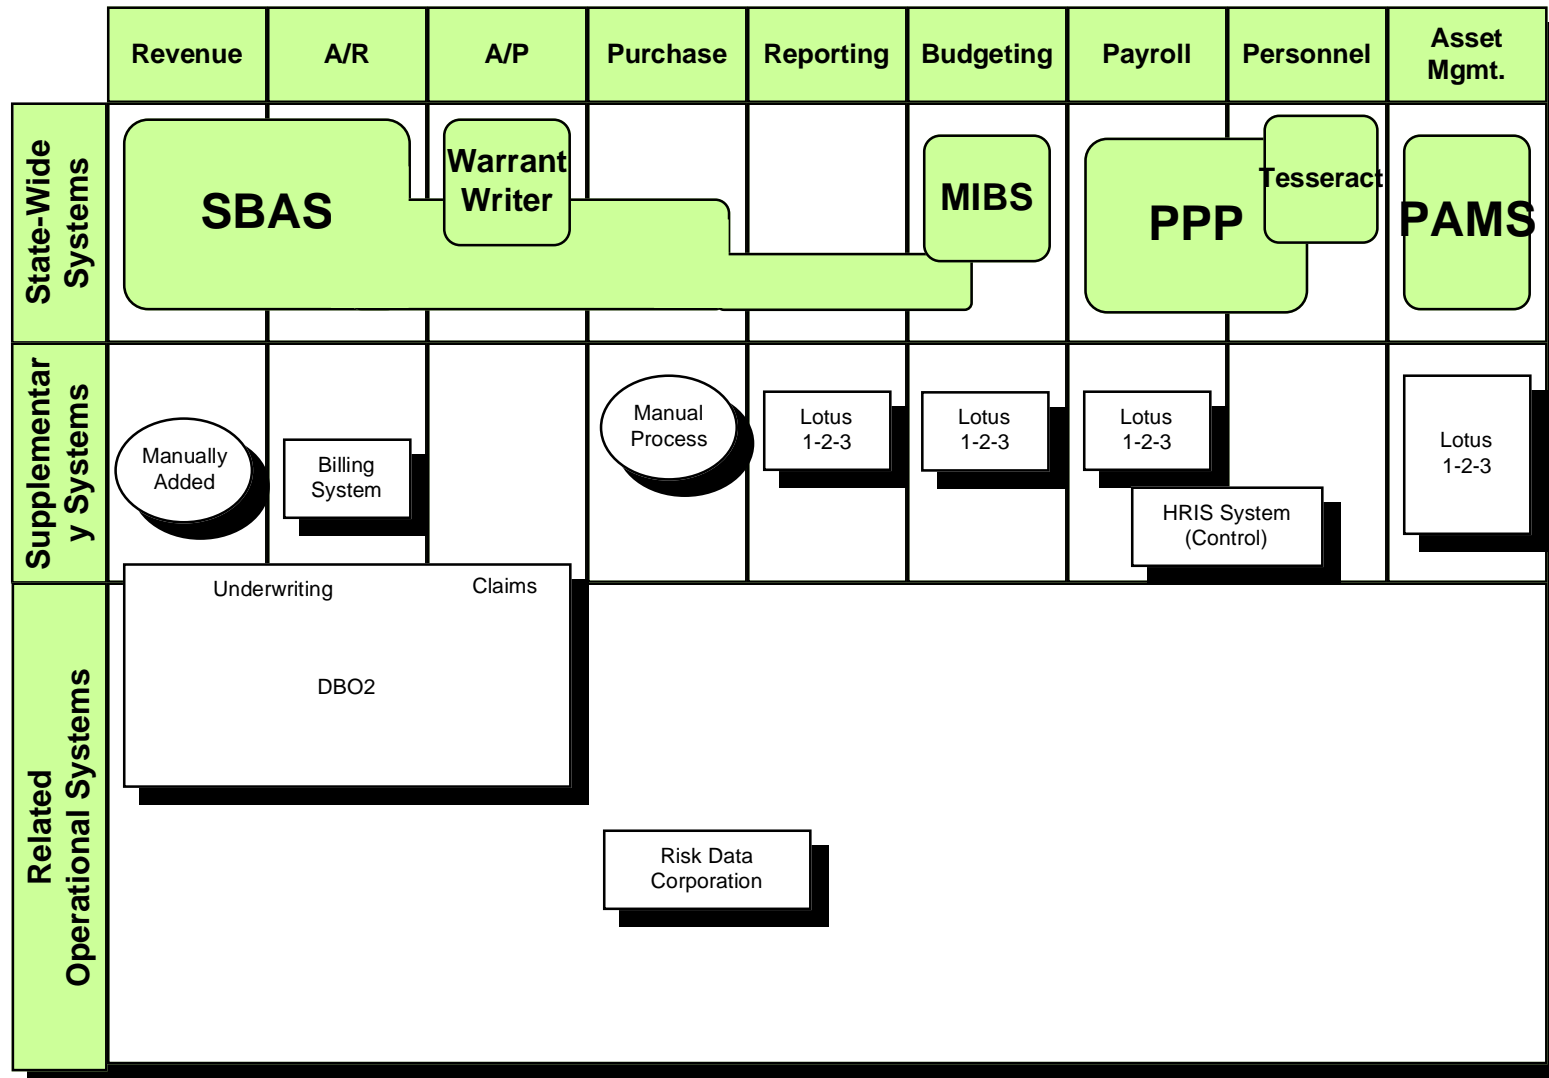 Revenue
A/R
A/P
Purchase
Reporting
Budgeting
Payroll
Personnel
Asset
Mgmt.
State-Wide
Systems
SBAS
Warrant
Writer
MIBS
PPP
Tesseract
PAMS
Supplementar
y Systems
Manually
Added
Billing
System
Manual
Process
Lotus
1-2-3
Lotus
1-2-3
Lotus
1-2-3
HRIS System
(Control)
Lotus
1-2-3
Related
Operational Systems
Underwriting
Claims
DBO2
Risk Data
Corporation